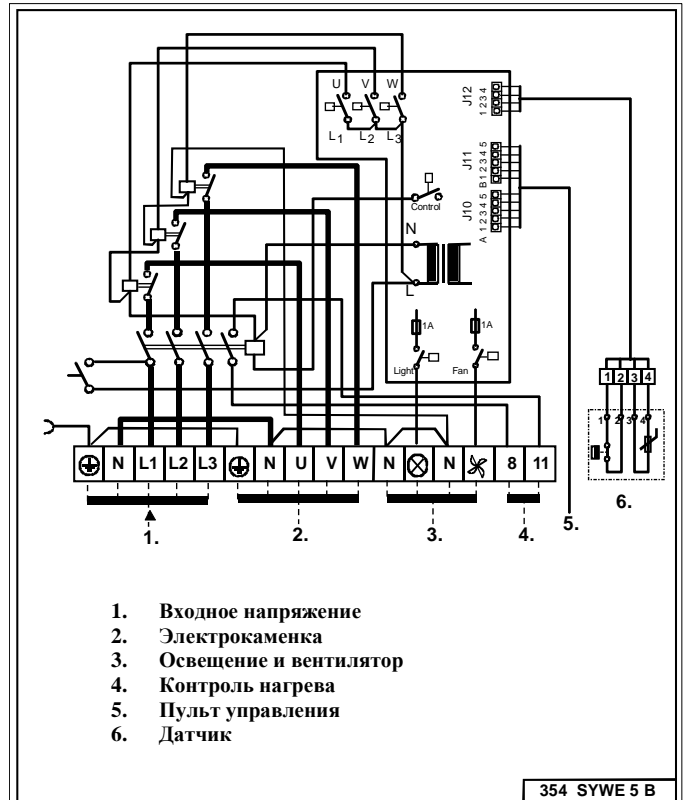 U V W
L1 L2 L3
J12
1 2 3 4
J11
B 1 2 3 4 5
J10
A 1 2 3 4 5
Control
N
L
1A 1A
Light Fan
1 2 3 4
1 2 3 4
N L1 L2 L3 N U V W N N 8 11
1. 2. 3. 4. 5. 6.
1. Входное напряжение
2. Электрокаменка
3. Освещение и вентилятор
4. Контроль нагрева
5. Пульт управления
6. Датчик
354 SYWE 5 B